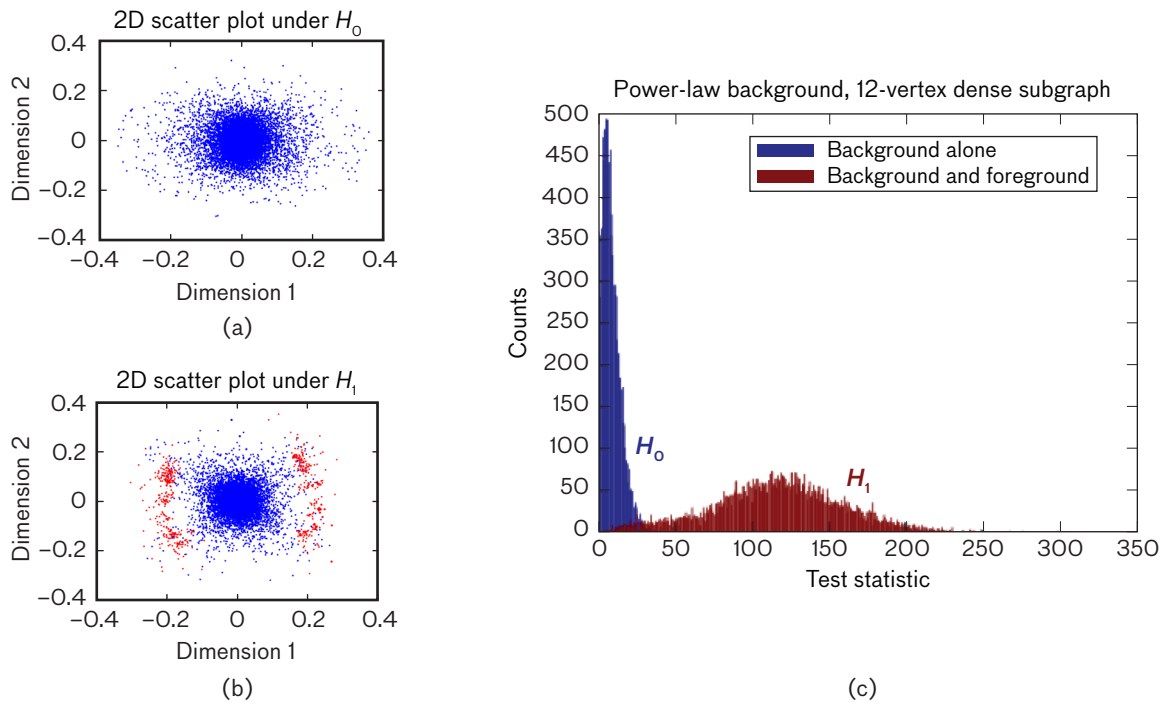 2D scatter plot under H₀
0.4
0.2
0
−0.2
−0.4
Dimension 2
−0.4 −0.2 0 0.2 0.4
Dimension 1
(a)
2D scatter plot under H₁
0.4
0.2
0
−0.2
−0.4
Dimension 2
−0.4 −0.2 0 0.2 0.4
Dimension 1
(b)
Power-law background, 12-vertex dense subgraph
500
450
400
350
300
250
200
150
100
50
0
Counts
Background alone
Background and foreground
H₀
H₁
0 50 100 150 200 250 300 350
Test statistic
(c)